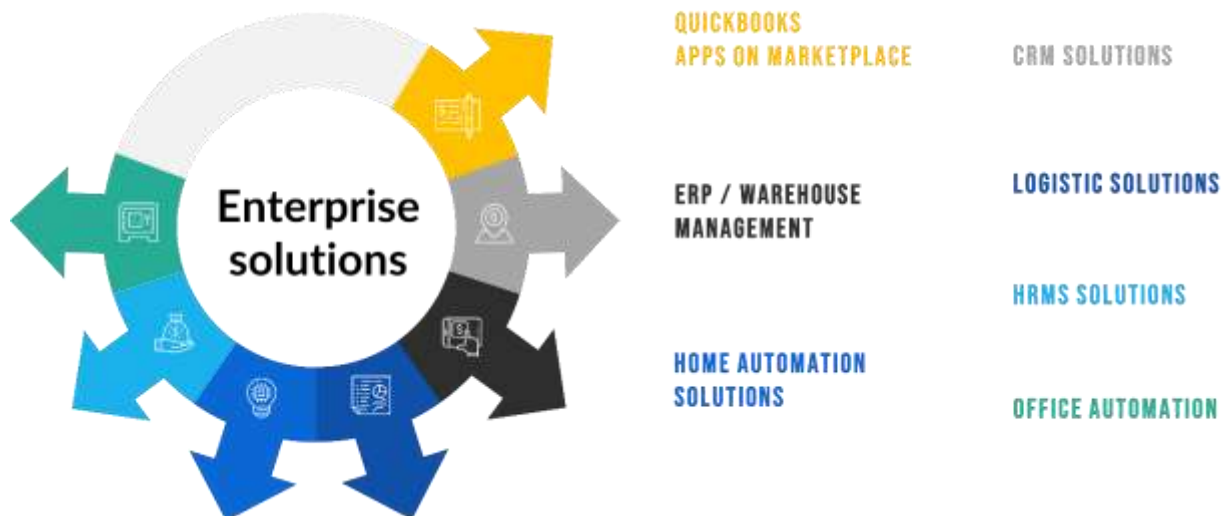 Enterprise
solutions
QUICKBOOKS
APPS ON MARKETPLACE
CRM SOLUTIONS
ERP / WAREHOUSE
MANAGEMENT
LOGISTIC SOLUTIONS
HRMS SOLUTIONS
HOME AUTOMATION
SOLUTIONS
OFFICE AUTOMATION